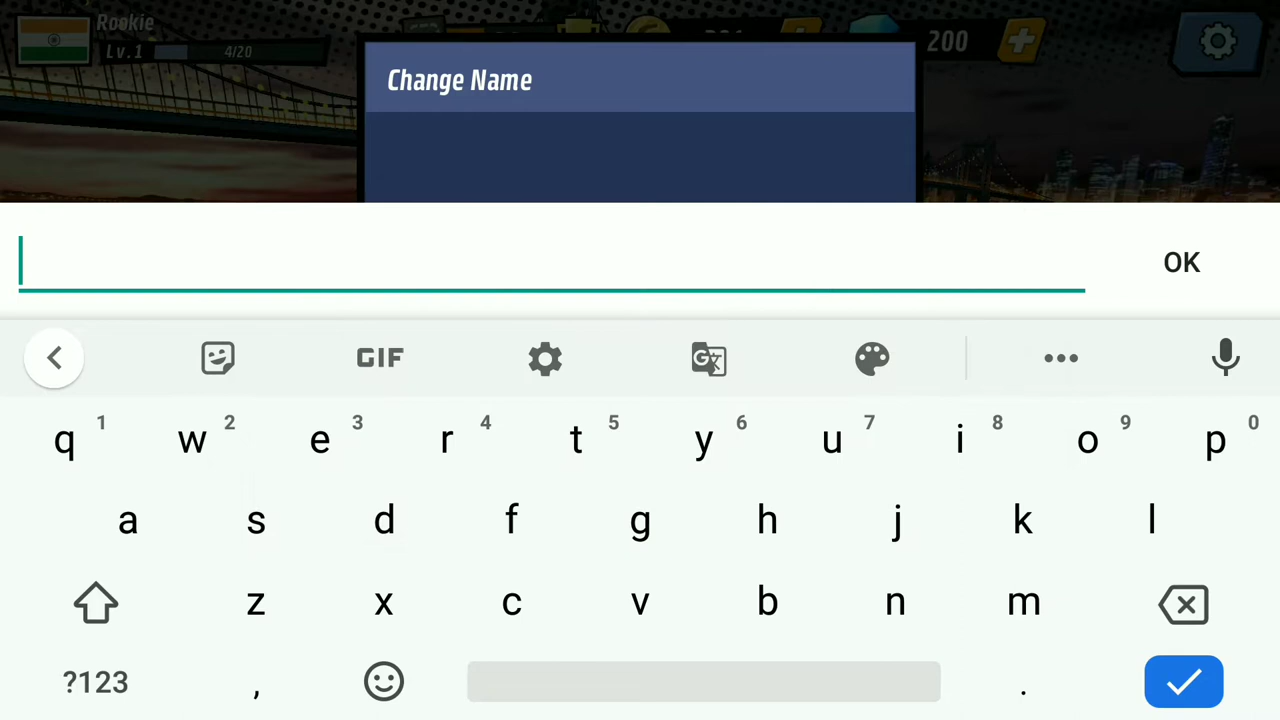 Rookie
Lv.1 4/20
200
Change Name
OK
GIF
q 1 w 2 e 3 r 4 t 5 y 6 u 7 i 8 o 9 p 0
a s d f g h j k l
z x c v b n m
?123 , .